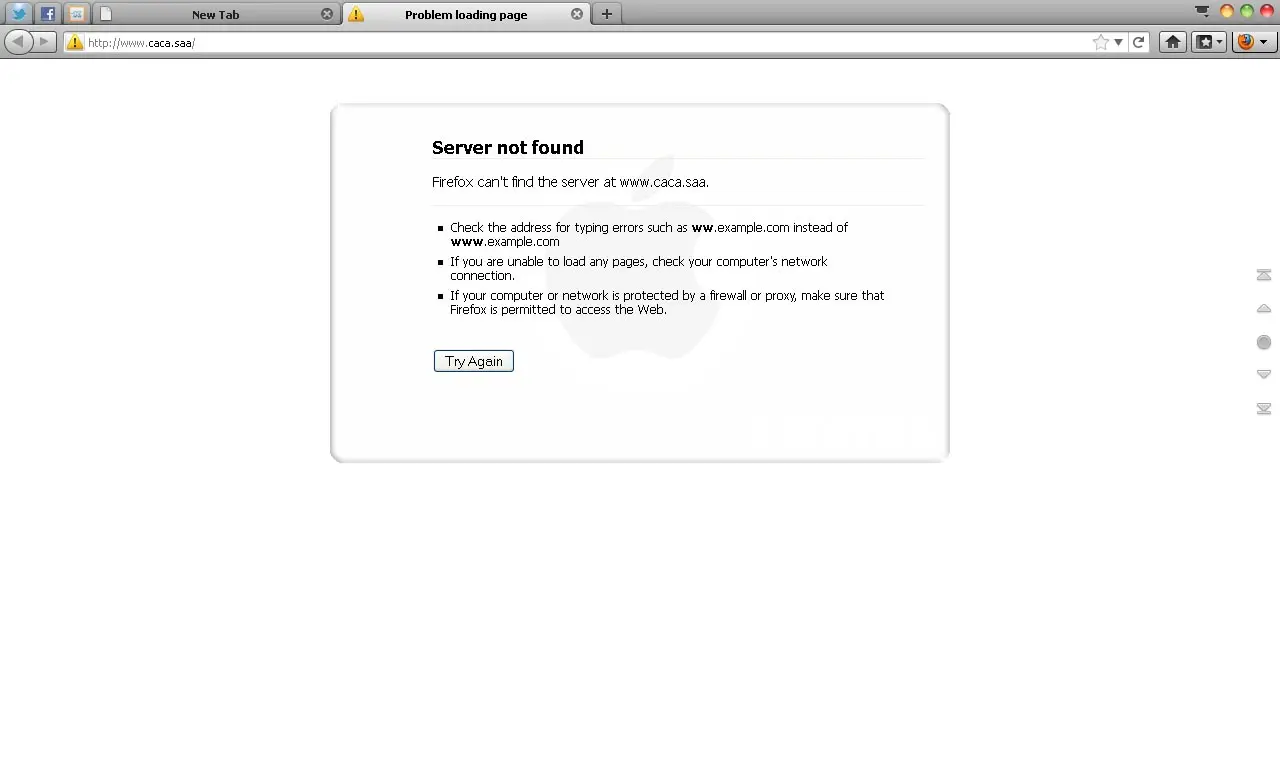 New Tab
Problem loading page
http://www.caca.saa/
Server not found
Firefox can't find the server at www.caca.saa.
Check the address for typing errors such as ww.example.com instead of
www.example.com
If you are unable to load any pages, check your computer's network
connection.
If your computer or network is protected by a firewall or proxy, make sure that
Firefox is permitted to access the Web.
Try Again